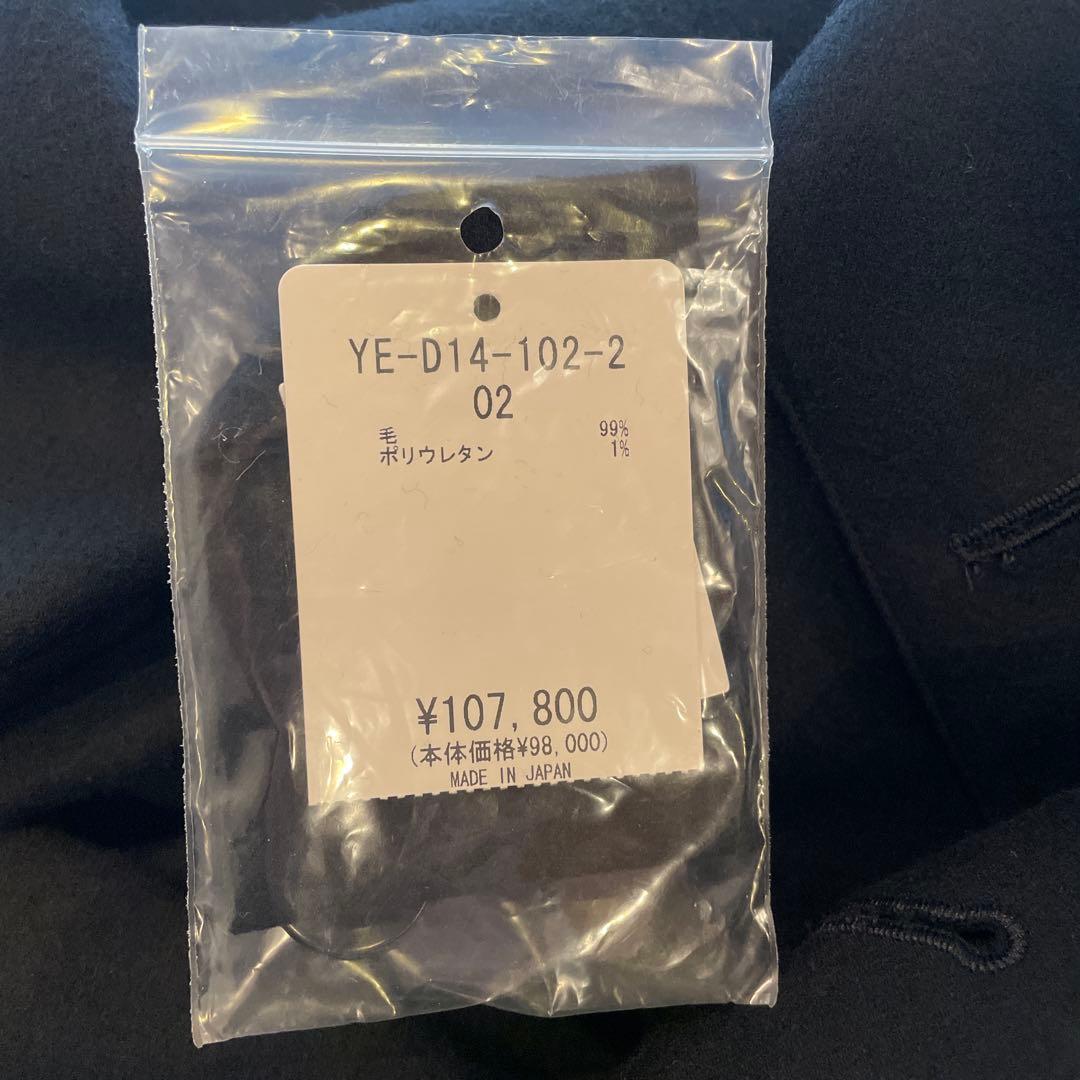 YE-D14-102-2
02
毛 99%
ポリウレタン 1%
¥107,800
(本体価格¥98,000)
MADE IN JAPAN